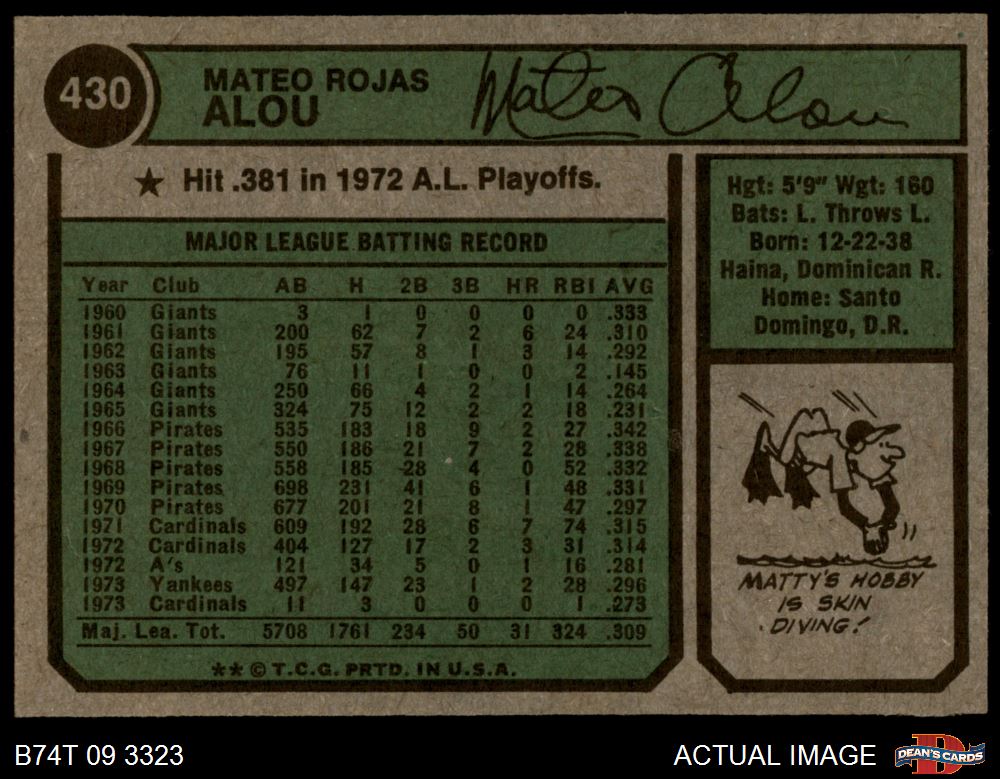 430
MATEO ROJAS
ALOU
Mateo Alou
★ Hit .381 in 1972 A.L. Playoffs.
MAJOR LEAGUE BATTING RECORD
Year Club AB H 2B 3B HR RBI AVG
1960 Giants 3 1 0 0 0 0 .333
1961 Giants 200 62 7 2 6 24 .310
1962 Giants 195 57 8 1 3 14 .292
1963 Giants 76 11 1 0 0 2 .145
1964 Giants 250 66 4 2 1 14 .264
1965 Giants 324 75 12 2 2 18 .231
1966 Pirates 535 183 18 9 2 27 .342
1967 Pirates 550 186 21 7 2 28 .338
1968 Pirates 558 185 28 4 0 52 .332
1969 Pirates 698 231 41 6 1 48 .331
1970 Pirates 677 201 21 8 1 47 .297
1971 Cardinals 609 192 28 6 7 74 .315
1972 Cardinals 404 127 17 2 3 31 .314
1972 A's 121 34 5 0 1 16 .281
1973 Yankees 497 147 23 1 2 28 .296
1973 Cardinals 11 3 0 0 0 1 .273
Maj. Lea. Tot. 5708 1761 234 50 31 324 .309
** © T.C.G. PRTD. IN U.S.A.
Hgt: 5'9" Wgt: 160
Bats: L. Throws L.
Born: 12-22-38
Haina, Dominican R.
Home: Santo
Domingo, D.R.
MATTY'S HOBBY
IS SKIN
DIVING!
B74T 09 3323
ACTUAL IMAGE
DEAN'S CARDS